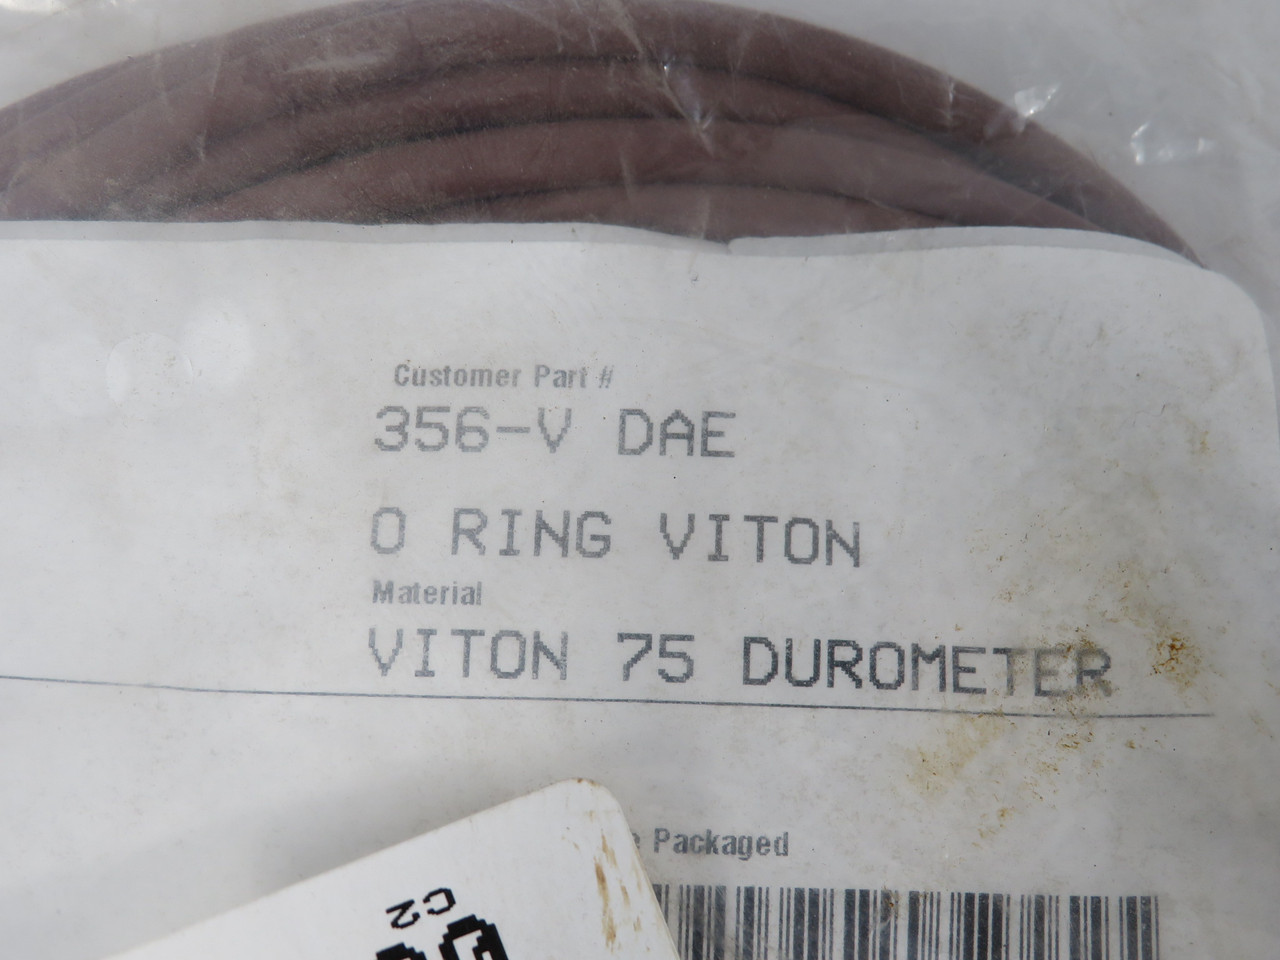 Customer Part #
356-V DAE
O RING VITON
Material
VITON 75 DUROMETER
Packaged
C2